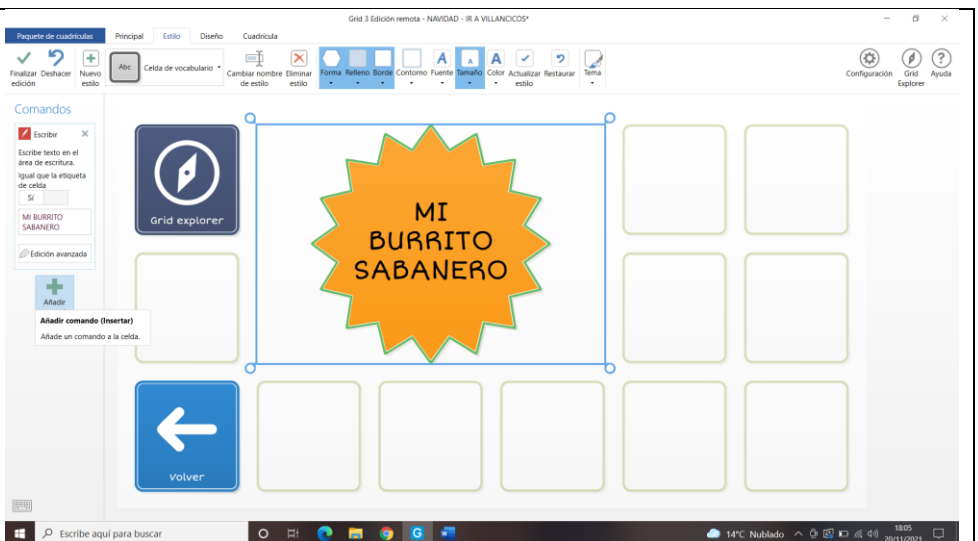 Grid 3 Edición remota - NAVIDAD - IR A VILLANCICOS*
Paquete de cuadrículas Principal Estilo Diseño Cuadrícula
Finalizar edición
Deshacer
Nuevo estilo
Abc
Celda de vocabulario
Cambiar nombre de estilo
Eliminar estilo
Forma Relleno Borde Contorno Fuente Tamaño Color
Actualizar estilo
Restaurar
Tema
Configuración
Grid Explorer
Ayuda
Comandos
Escribir
Escribe texto en el
área de escritura.
Igual que la etiqueta
de celda
Sí
MI BURRITO
SABANERO
Edición avanzada
Añadir
Añadir comando (Insertar)
Añade un comando a la celda.
Grid explorer
MI
BURRITO
SABANERO
Volver
Escribe aquí para buscar
14°C Nublado
18:05
20/11/2021